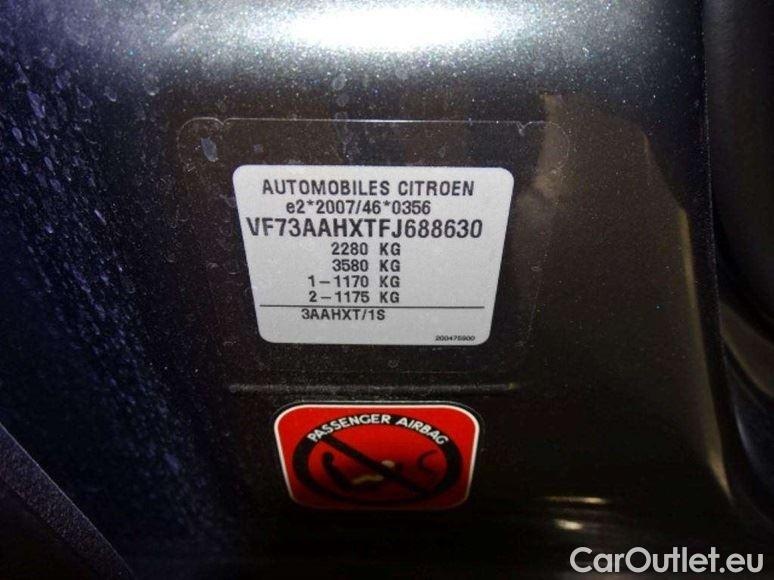 AUTOMOBILES CITROEN
e2*2007/46*0356
VF73AAHXTFJ688630
2280 KG
3580 KG
1-1170 KG
2-1175 KG
3AAHXT/1S
200475900
PASSENGER AIRBAG
CarOutlet.eu